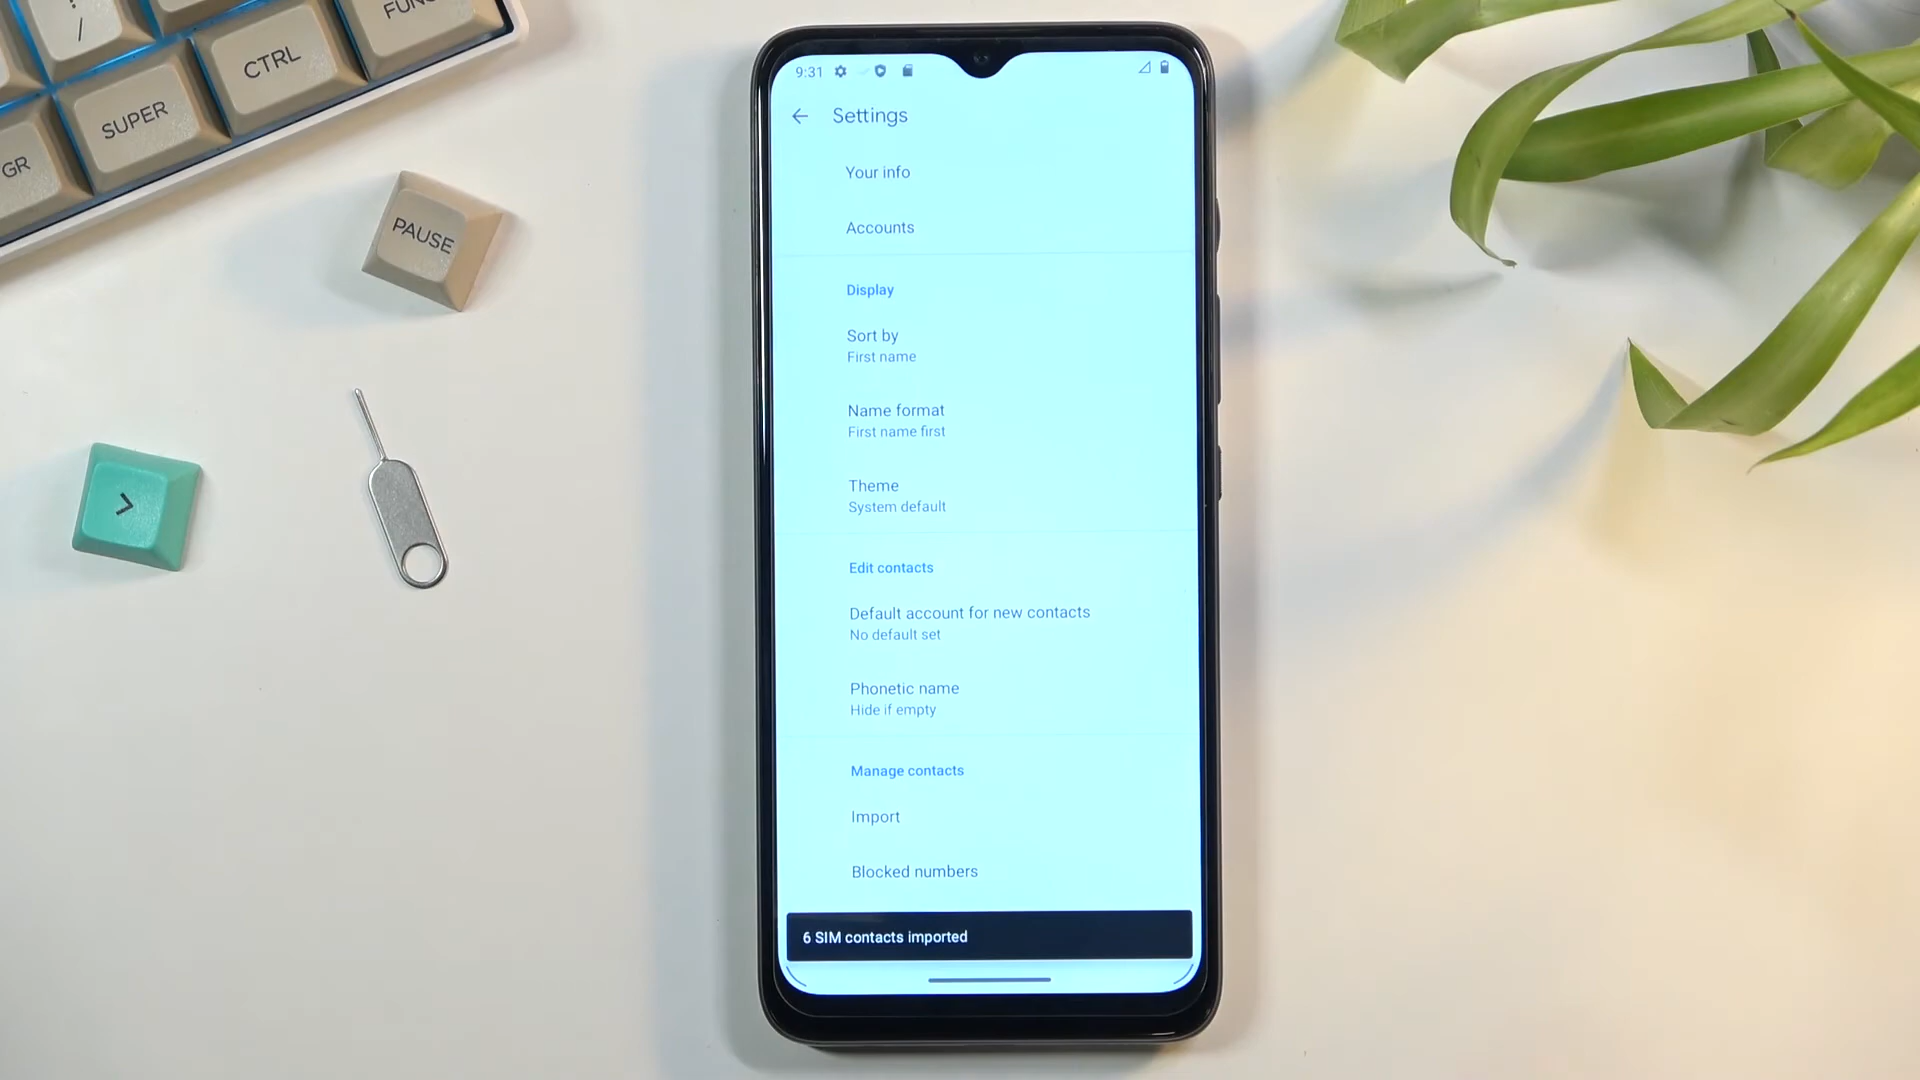 /
CTRL
SUPER
GR
PAUSE
>
9:31
Settings
Your info
Accounts
Display
Sort by
First name
Name format
First name first
Theme
System default
Edit contacts
Default account for new contacts
No default set
Phonetic name
Hide if empty
Manage contacts
Import
Blocked numbers
6 SIM contacts imported